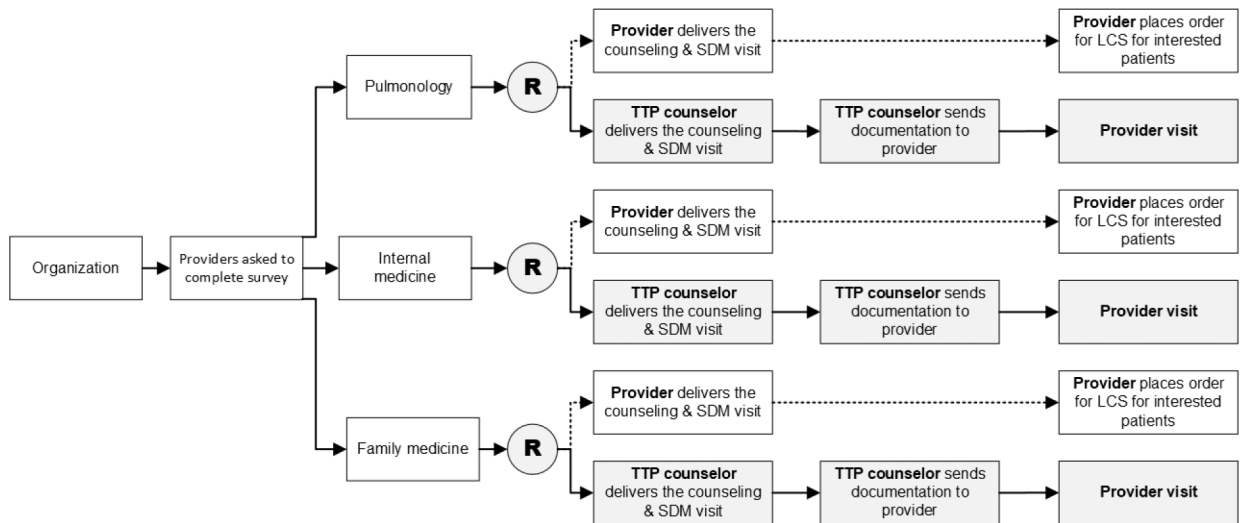 Organization
Providers asked to
complete survey
Pulmonology
R
Provider delivers the
counseling & SDM visit
Provider places order
for LCS for interested
patients
TTP counselor
delivers the counseling
& SDM visit
TTP counselor sends
documentation to
provider
Provider visit
Internal
medicine
R
Provider delivers the
counseling & SDM visit
Provider places order
for LCS for interested
patients
TTP counselor
delivers the counseling
& SDM visit
TTP counselor sends
documentation to
provider
Provider visit
Family medicine
R
Provider delivers the
counseling & SDM visit
Provider places order
for LCS for interested
patients
TTP counselor
delivers the counseling
& SDM visit
TTP counselor sends
documentation to
provider
Provider visit